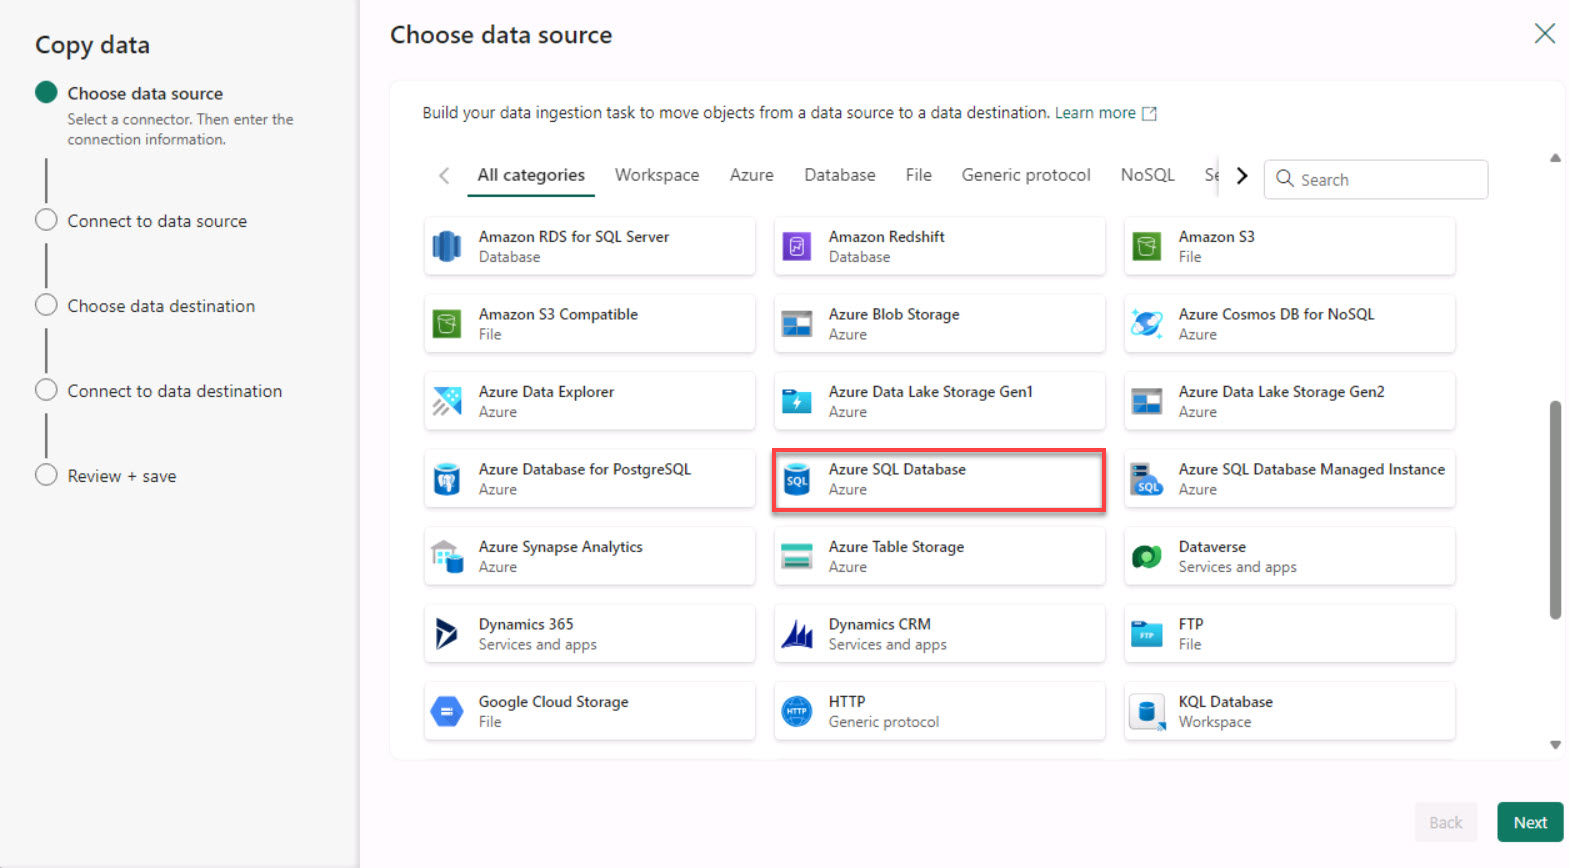 Copy data
Choose data source
Select a connector. Then enter the
connection information.
Connect to data source
Choose data destination
Connect to data destination
Review + save
Choose data source
Build your data ingestion task to move objects from a data source to a data destination. Learn more
All categories Workspace Azure Database File Generic protocol NoSQL Se
Search
Amazon RDS for SQL Server
Database
Amazon Redshift
Database
Amazon S3
File
Amazon S3 Compatible
File
Azure Blob Storage
Azure
Azure Cosmos DB for NoSQL
Azure
Azure Data Explorer
Azure
Azure Data Lake Storage Gen1
Azure
Azure Data Lake Storage Gen2
Azure
Azure Database for PostgreSQL
Azure
SQL
Azure SQL Database
Azure
SQL
Azure SQL Database Managed Instance
Azure
Azure Synapse Analytics
Azure
Azure Table Storage
Azure
Dataverse
Services and apps
Dynamics 365
Services and apps
Dynamics CRM
Services and apps
FTP
FTP
File
Google Cloud Storage
File
HTTP
HTTP
Generic protocol
KQL Database
Workspace
Back
Next